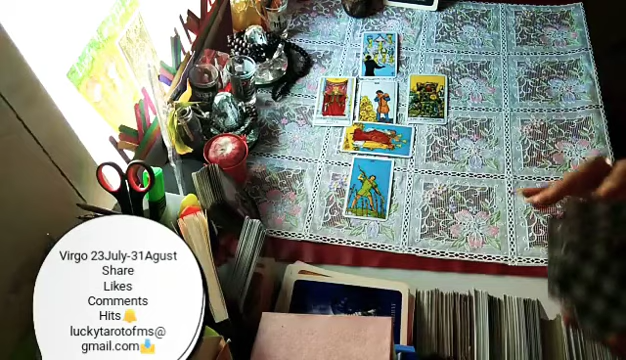 Virgo 23July-31Agust
Share
Likes
Comments
Hits🔔
luckytarotofms@
gmail.com📩